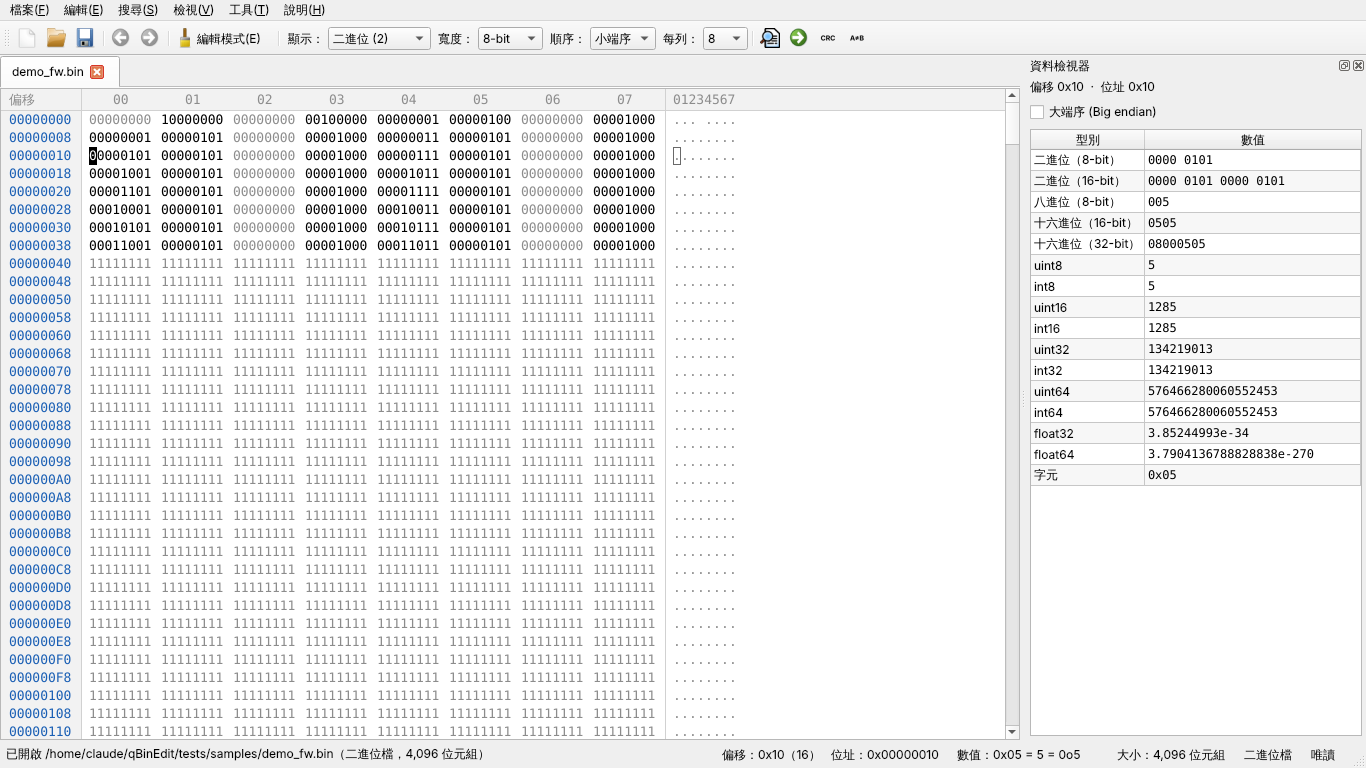 檔案(F) 編輯(E) 搜尋(S) 檢視(V) 工具(T) 說明(H)
編輯模式(E) 顯示： 二進位 (2) 寬度： 8-bit 順序： 小端序 每列： 8 CRC A≠B
demo_fw.bin
偏移 00 01 02 03 04 05 06 07 01234567
00000000 00000000 10000000 00000000 00100000 00000001 00000100 00000000 00001000 ... ....
00000008 00000001 00000101 00000000 00001000 00000011 00000101 00000000 00001000 ........
00000010 00000101 00000101 00000000 00001000 00000111 00000101 00000000 00001000 ........
00000018 00001001 00000101 00000000 00001000 00001011 00000101 00000000 00001000 ........
00000020 00001101 00000101 00000000 00001000 00001111 00000101 00000000 00001000 ........
00000028 00010001 00000101 00000000 00001000 00010011 00000101 00000000 00001000 ........
00000030 00010101 00000101 00000000 00001000 00010111 00000101 00000000 00001000 ........
00000038 00011001 00000101 00000000 00001000 00011011 00000101 00000000 00001000 ........
00000040 11111111 11111111 11111111 11111111 11111111 11111111 11111111 11111111 ........
00000048 11111111 11111111 11111111 11111111 11111111 11111111 11111111 11111111 ........
00000050 11111111 11111111 11111111 11111111 11111111 11111111 11111111 11111111 ........
00000058 11111111 11111111 11111111 11111111 11111111 11111111 11111111 11111111 ........
00000060 11111111 11111111 11111111 11111111 11111111 11111111 11111111 11111111 ........
00000068 11111111 11111111 11111111 11111111 11111111 11111111 11111111 11111111 ........
00000070 11111111 11111111 11111111 11111111 11111111 11111111 11111111 11111111 ........
00000078 11111111 11111111 11111111 11111111 11111111 11111111 11111111 11111111 ........
00000080 11111111 11111111 11111111 11111111 11111111 11111111 11111111 11111111 ........
00000088 11111111 11111111 11111111 11111111 11111111 11111111 11111111 11111111 ........
00000090 11111111 11111111 11111111 11111111 11111111 11111111 11111111 11111111 ........
00000098 11111111 11111111 11111111 11111111 11111111 11111111 11111111 11111111 ........
000000A0 11111111 11111111 11111111 11111111 11111111 11111111 11111111 11111111 ........
000000A8 11111111 11111111 11111111 11111111 11111111 11111111 11111111 11111111 ........
000000B0 11111111 11111111 11111111 11111111 11111111 11111111 11111111 11111111 ........
000000B8 11111111 11111111 11111111 11111111 11111111 11111111 11111111 11111111 ........
000000C0 11111111 11111111 11111111 11111111 11111111 11111111 11111111 11111111 ........
000000C8 11111111 11111111 11111111 11111111 11111111 11111111 11111111 11111111 ........
000000D0 11111111 11111111 11111111 11111111 11111111 11111111 11111111 11111111 ........
000000D8 11111111 11111111 11111111 11111111 11111111 11111111 11111111 11111111 ........
000000E0 11111111 11111111 11111111 11111111 11111111 11111111 11111111 11111111 ........
000000E8 11111111 11111111 11111111 11111111 11111111 11111111 11111111 11111111 ........
000000F0 11111111 11111111 11111111 11111111 11111111 11111111 11111111 11111111 ........
000000F8 11111111 11111111 11111111 11111111 11111111 11111111 11111111 11111111 ........
00000100 11111111 11111111 11111111 11111111 11111111 11111111 11111111 11111111 ........
00000108 11111111 11111111 11111111 11111111 11111111 11111111 11111111 11111111 ........
00000110 11111111 11111111 11111111 11111111 11111111 11111111 11111111 11111111 ........
資料檢視器
偏移 0x10 · 位址 0x10
大端序 (Big endian)
型別 數值
二進位（8-bit） 0000 0101
二進位（16-bit） 0000 0101 0000 0101
八進位（8-bit） 005
十六進位（16-bit） 0505
十六進位（32-bit） 08000505
uint8 5
int8 5
uint16 1285
int16 1285
uint32 134219013
int32 134219013
uint64 576466280060552453
int64 576466280060552453
float32 3.85244993e-34
float64 3.7904136788828838e-270
字元 0x05
已開啟 /home/claude/qBinEdit/tests/samples/demo_fw.bin（二進位檔，4,096 位元組） 偏移：0x10（16） 位址：0x00000010 數值：0x05 = 5 = 0o5 大小：4,096 位元組 二進位檔 唯讀